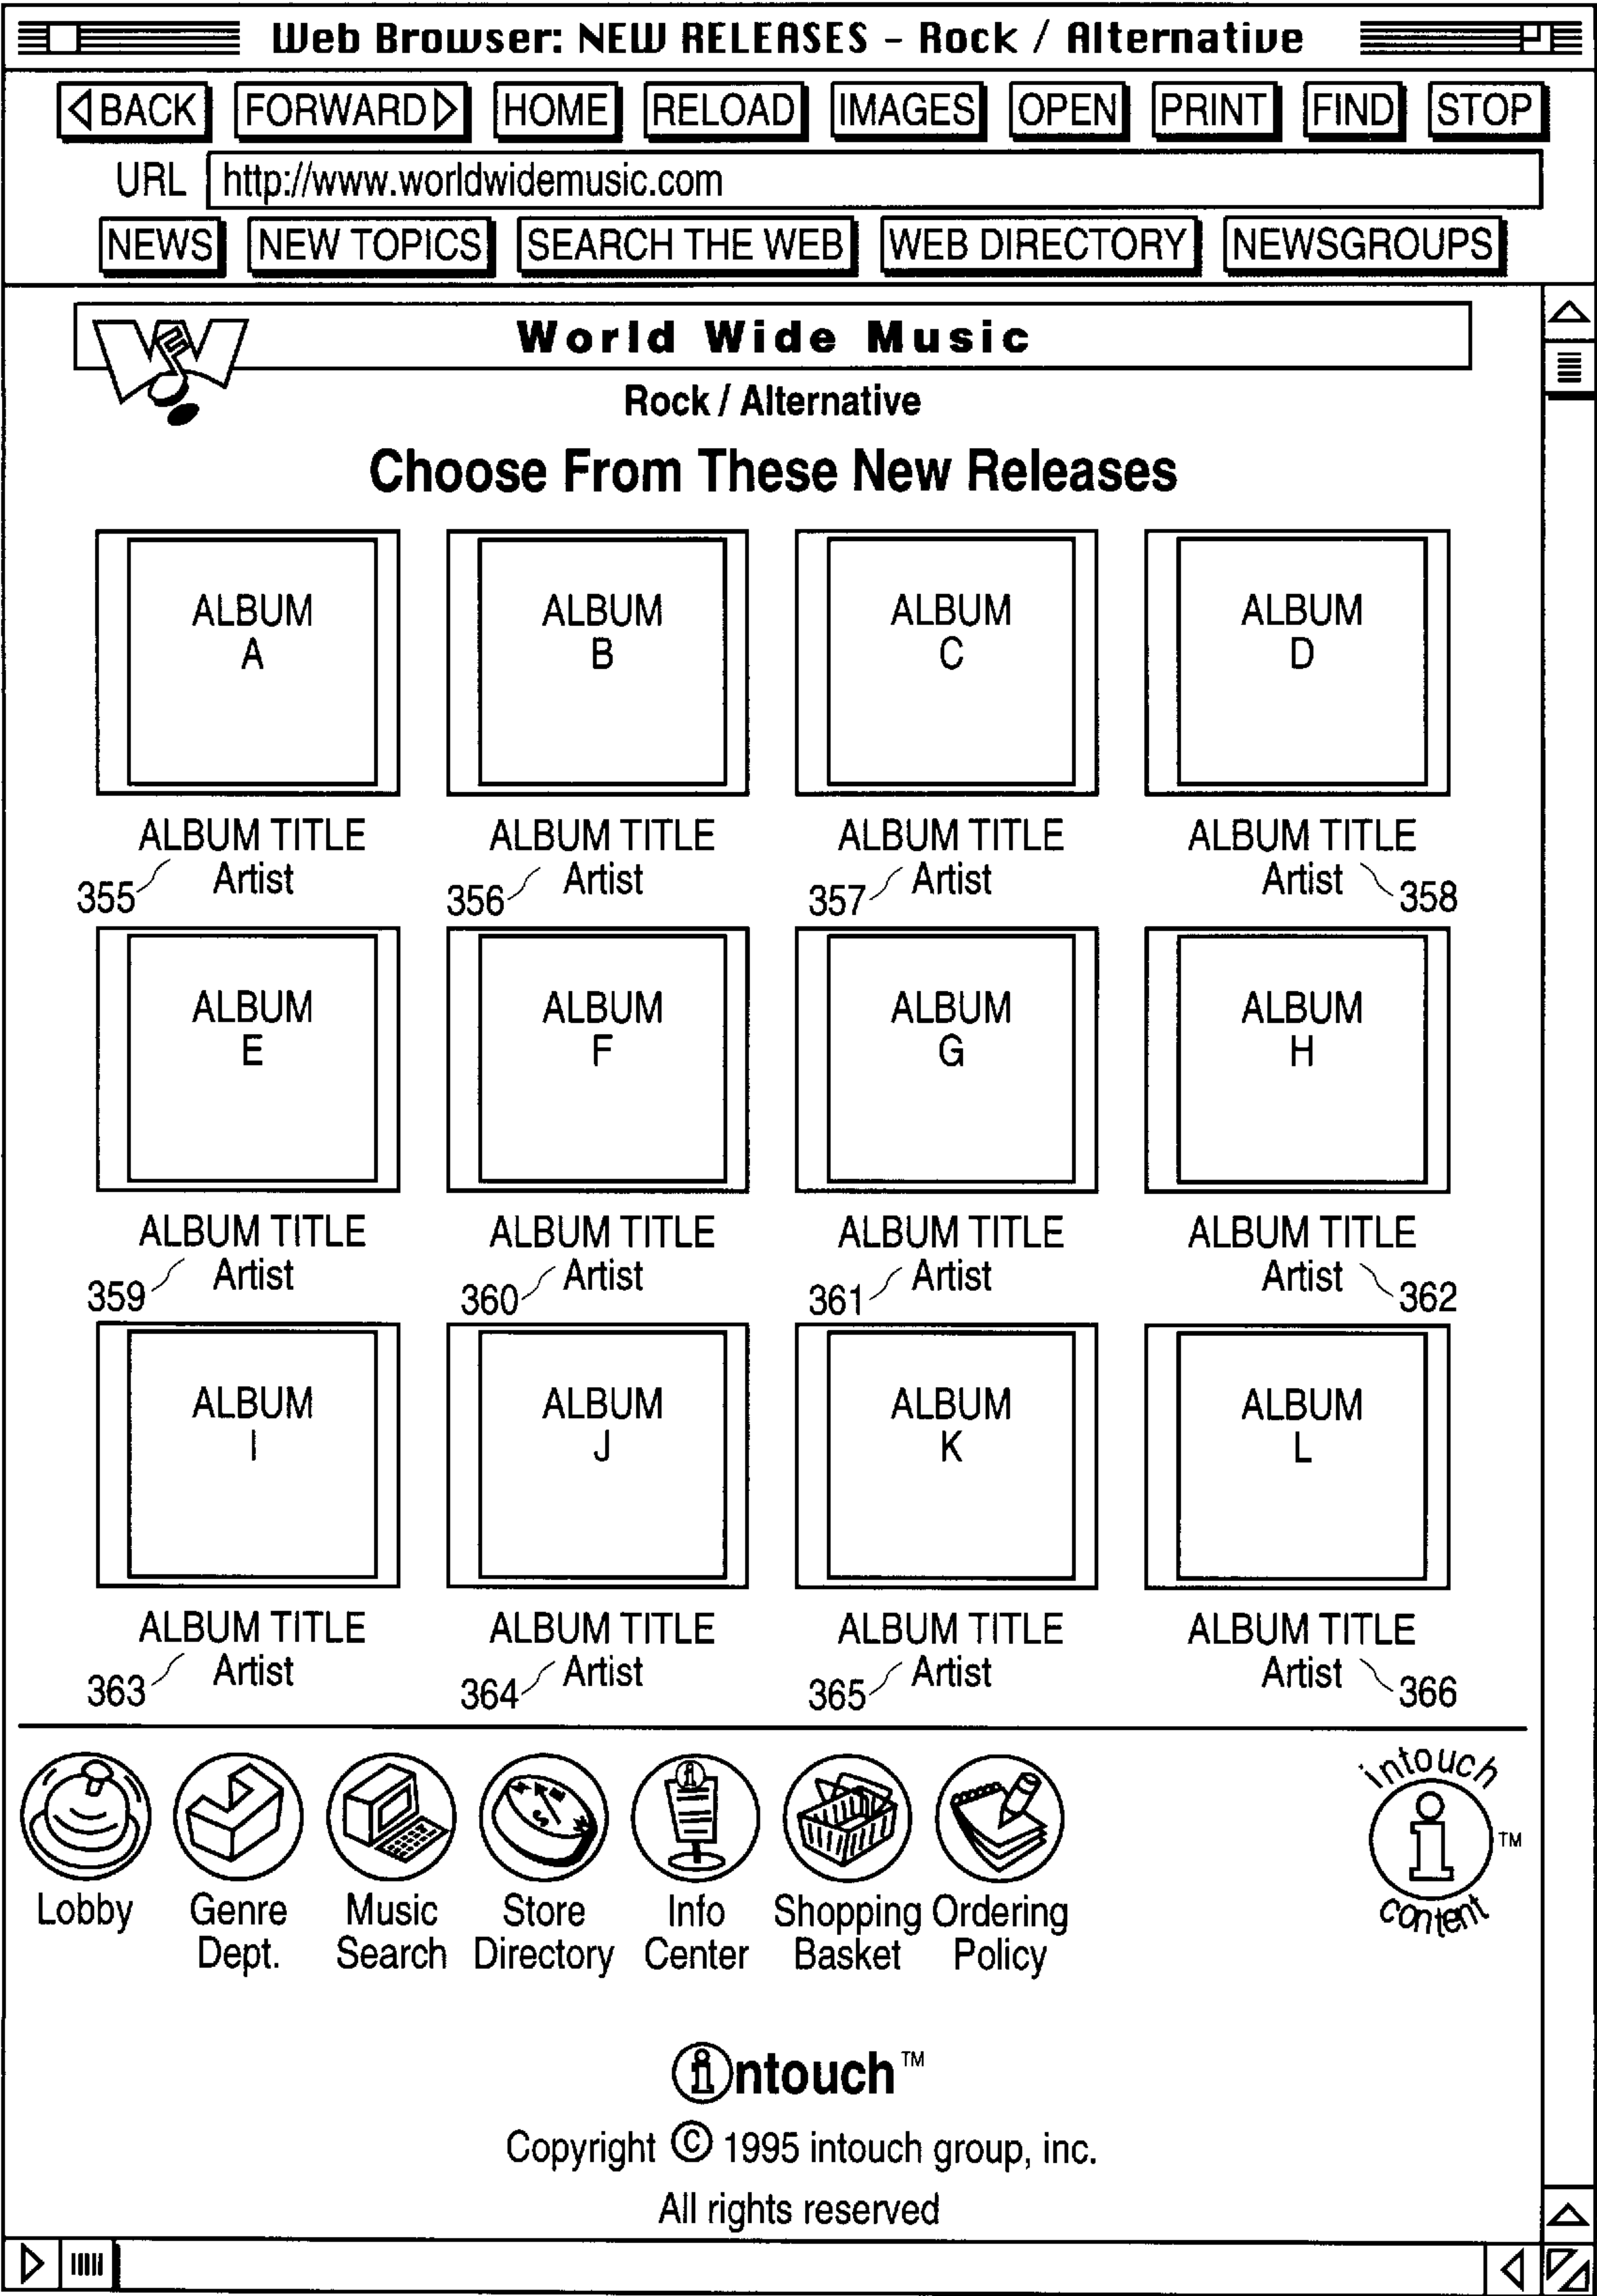 Web Browser: NEW RELEASES - Rock / Alternative
BACK FORWARD HOME RELOAD IMAGES OPEN PRINT FIND STOP
URL http://www.worldwidemusic.com
NEWS NEW TOPICS SEARCH THE WEB WEB DIRECTORY NEWSGROUPS
World Wide Music
Rock / Alternative
Choose From These New Releases
ALBUM ALBUM ALBUM ALBUM
A B C D
ALBUM TITLE ALBUM TITLE ALBUM TITLE ALBUM TITLE
Artist Artist Artist Artist
355 356 357 358
ALBUM ALBUM ALBUM ALBUM
E F G H
ALBUM TITLE ALBUM TITLE ALBUM TITLE ALBUM TITLE
Artist Artist Artist Artist
359 360 361 362
ALBUM ALBUM ALBUM ALBUM
I J K L
ALBUM TITLE ALBUM TITLE ALBUM TITLE ALBUM TITLE
Artist Artist Artist Artist
363 364 365 366
Lobby Genre Music Store Info Shopping Ordering
Dept. Search Directory Center Basket Policy
intouch
i ™
content
intouch™
Copyright © 1995 intouch group, inc.
All rights reserved